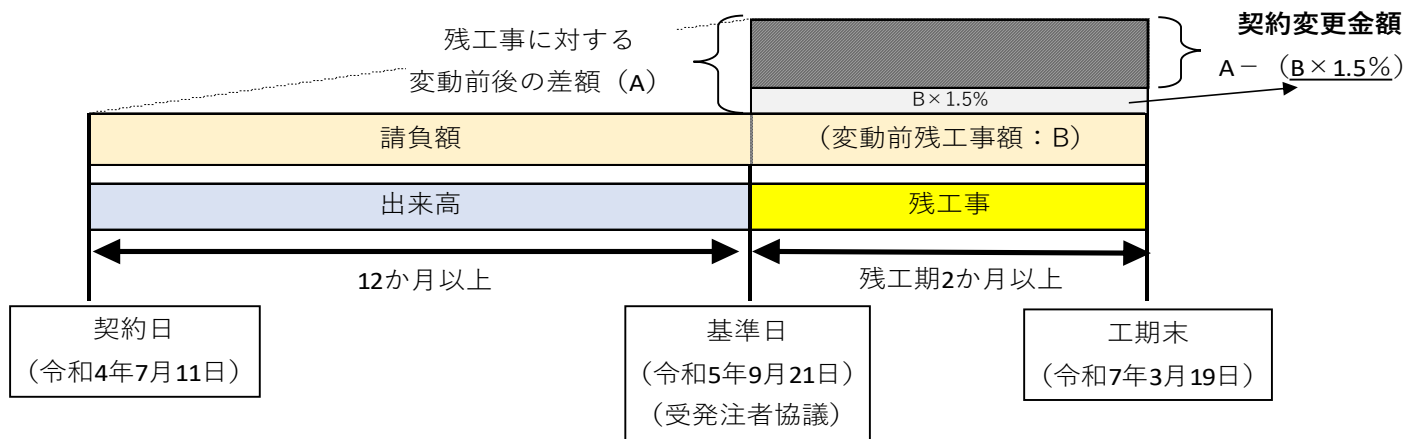 残工事に対する
変動前後の差額（A）
契約変更金額
A－（B×1.5%）
B×1.5%
請負額
（変動前残工事額：B）
出来高
残工事
12か月以上
残工期2か月以上
契約日
（令和4年7月11日）
基準日
（令和5年9月21日）
（受発注者協議）
工期末
（令和7年3月19日）